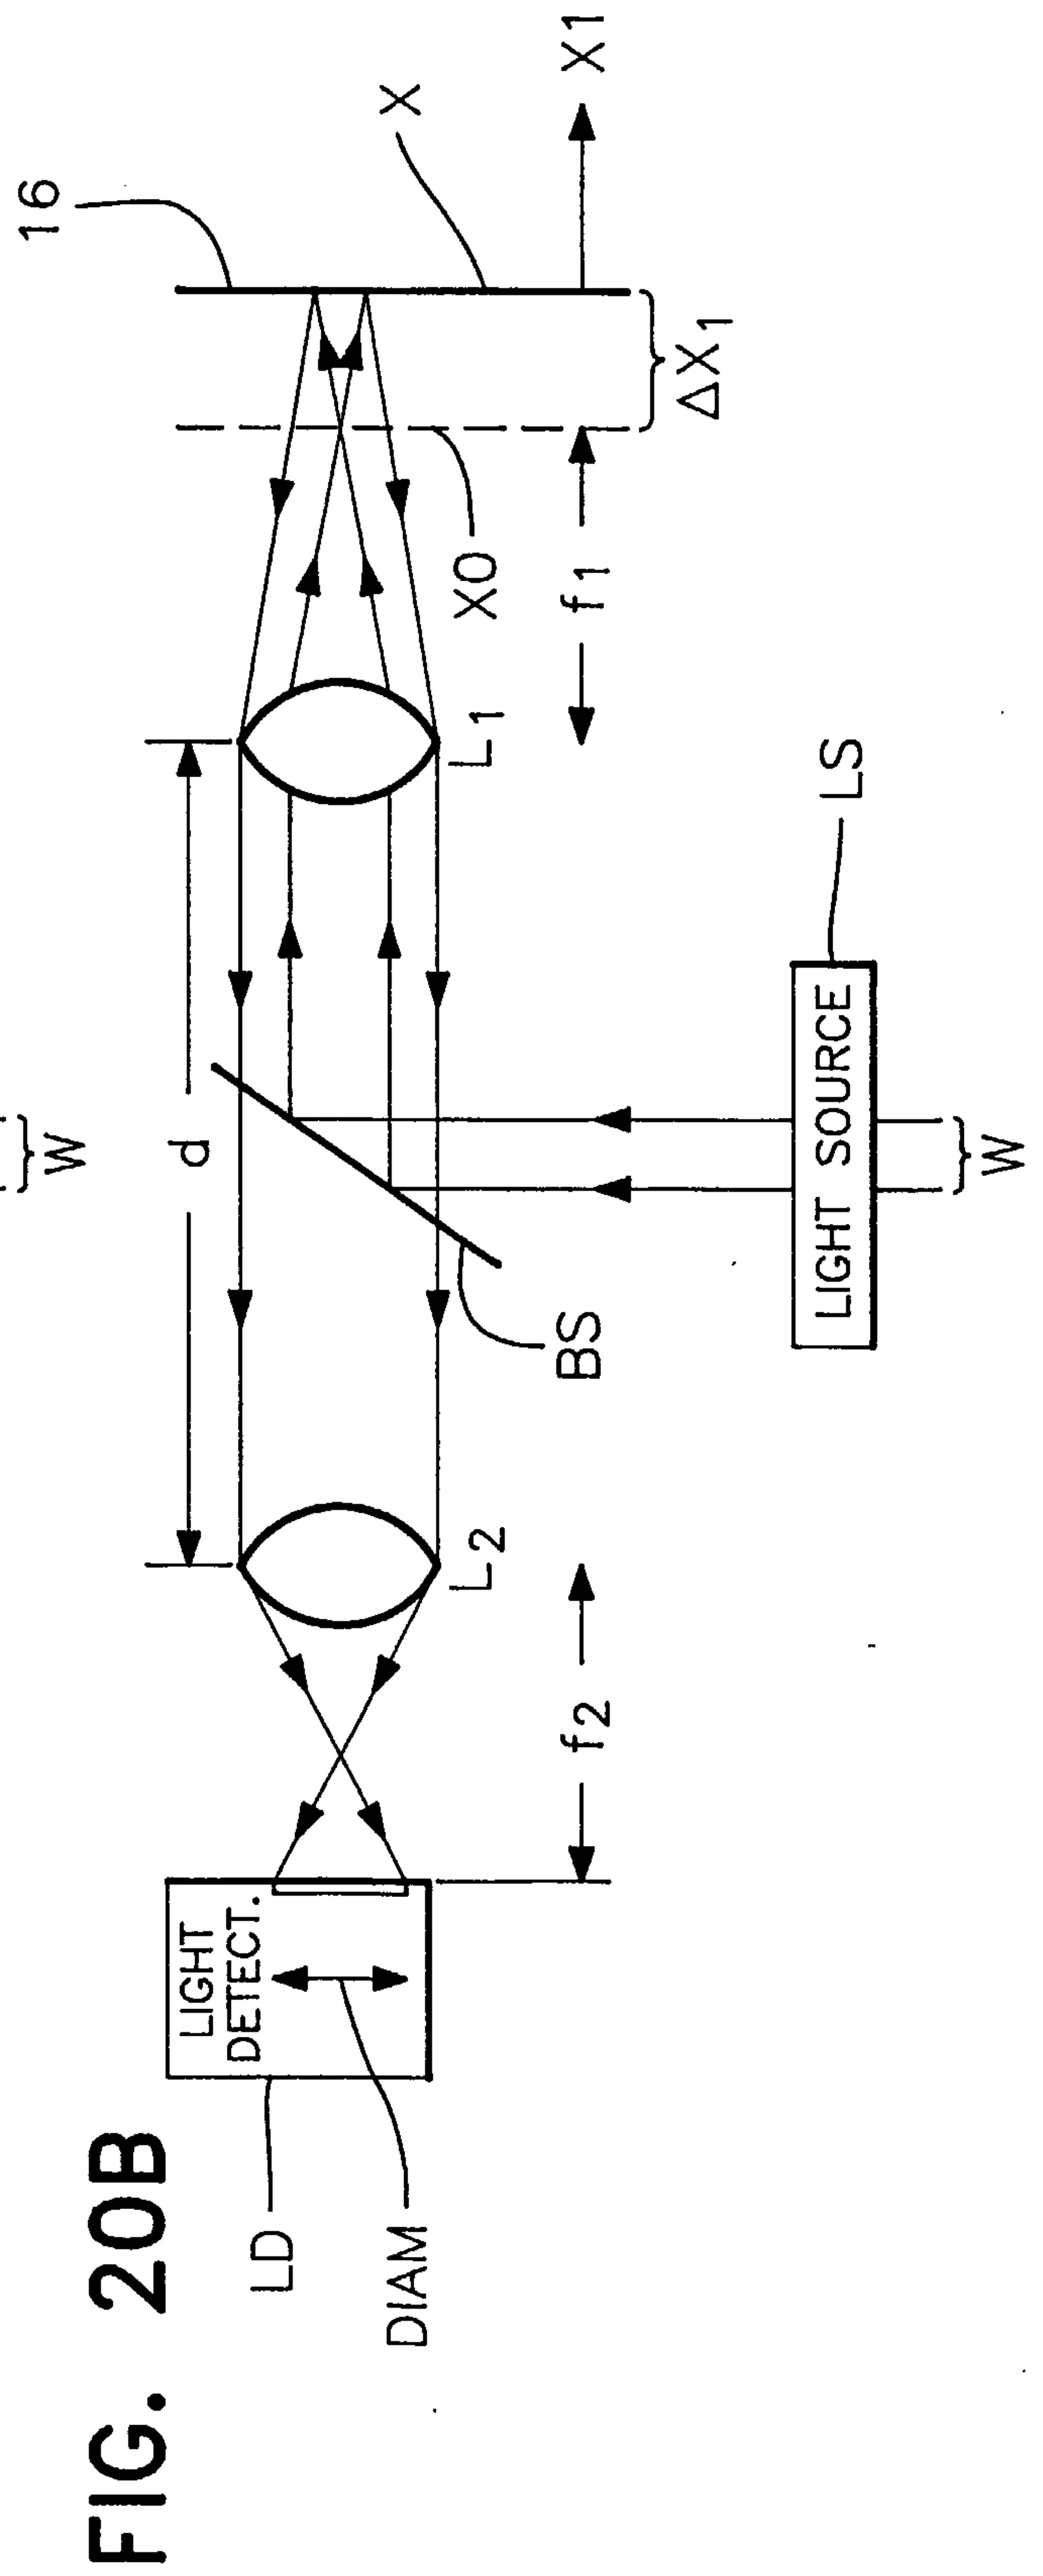 FIG. 20B
W
16
X
X1
d
LIGHT
DETECT.
LD
DIAM
L2
L1
X0
ΔX1
f2
f1
BS
LIGHT SOURCE
LS
W